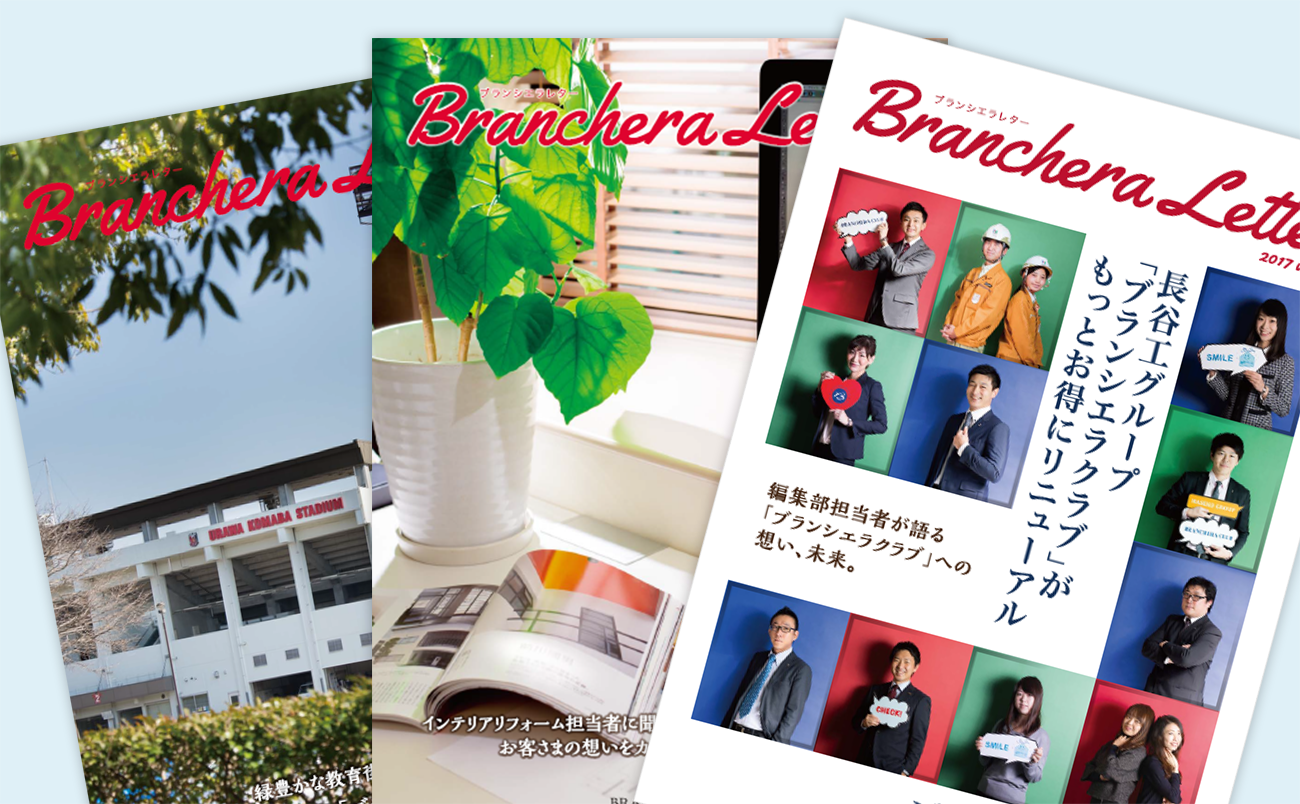 ブランシエラレター
Branchera
URAWA KOMABA STADIUM
2
緑豊かな教育
ブランシエラレター
Branchera Le
インテリアリフォーム担当者に
お客さまの想いを
ブランシエラレター
Branchera Lette
2017
長谷工グループ
「ブランシエラクラブ」が
もっとお得にリニューアル
編集部担当者が語る
「ブランシエラクラブ」への
想い、未来。
BRANCHERA CLUB
SMILE
BRANCHERA CLUB
CHECK!
SMILE